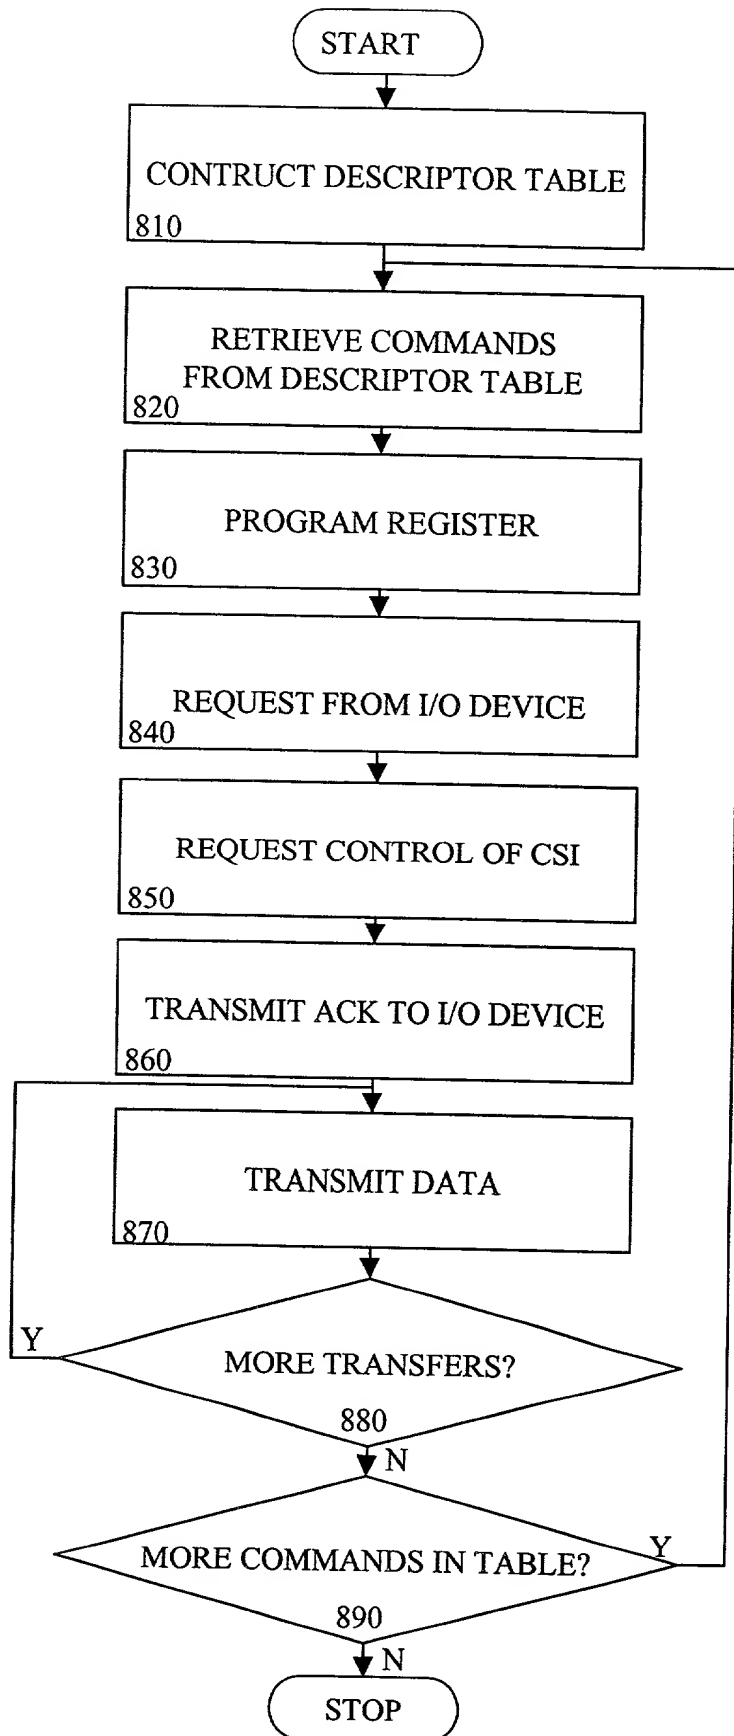 START
CONTRUCT DESCRIPTOR TABLE
810
RETRIEVE COMMANDS
FROM DESCRIPTOR TABLE
820
PROGRAM REGISTER
830
REQUEST FROM I/O DEVICE
840
REQUEST CONTROL OF CSI
850
TRANSMIT ACK TO I/O DEVICE
860
TRANSMIT DATA
870
Y
MORE TRANSFERS?
880
N
MORE COMMANDS IN TABLE?
Y
890
N
STOP